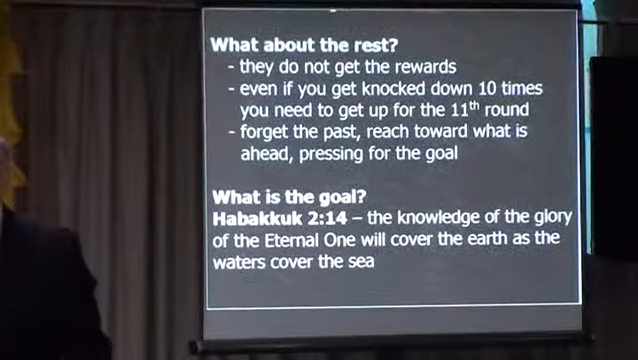 What about the rest?
- they do not get the rewards
- even if you get knocked down 10 times
you need to get up for the 11th round
- forget the past, reach toward what is
ahead, pressing for the goal
What is the goal?
Habakkuk 2:14 – the knowledge of the glory
of the Eternal One will cover the earth as the
waters cover the sea